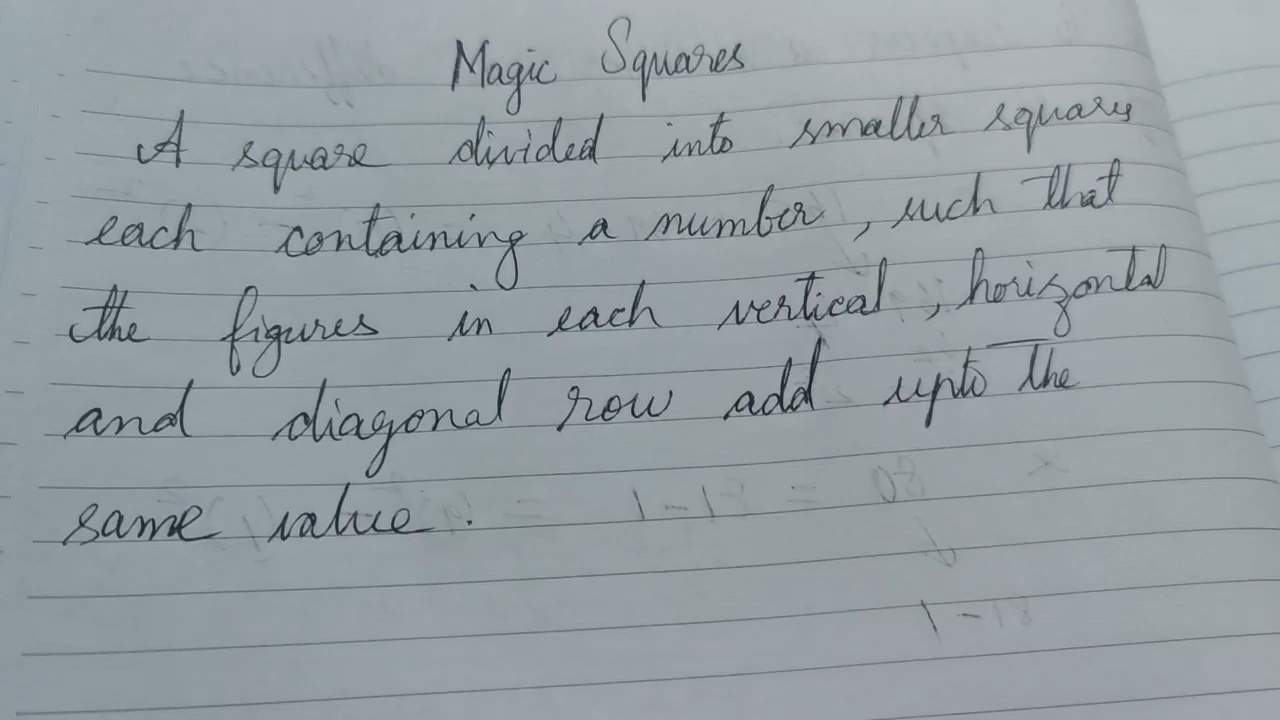 Magic Squares
A square divided into smaller squares
each containing a number, such that
the figures in each vertical, horizontal
and diagonal row add upto the
same value.